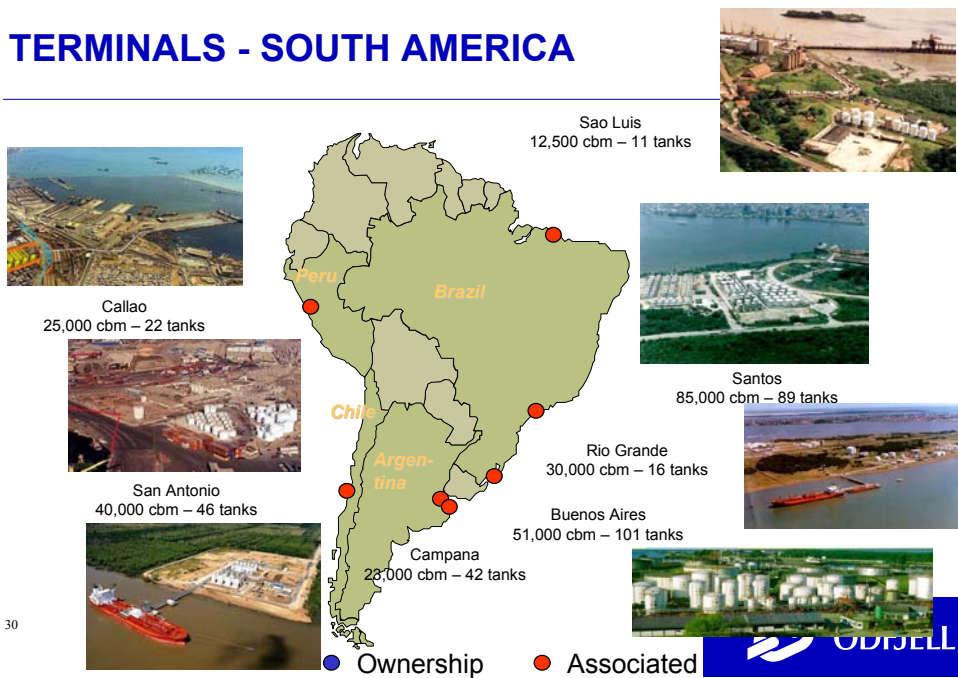 TERMINALS - SOUTH AMERICA
Sao Luis
12,500 cbm – 11 tanks
Peru
Brazil
Callao
25,000 cbm – 22 tanks
Santos
85,000 cbm – 89 tanks
Chile
Argen-
tina
Rio Grande
30,000 cbm – 16 tanks
San Antonio
40,000 cbm – 46 tanks
Buenos Aires
51,000 cbm – 101 tanks
Campana
23,000 cbm – 42 tanks
30
Ownership
Associated
ODFJELL